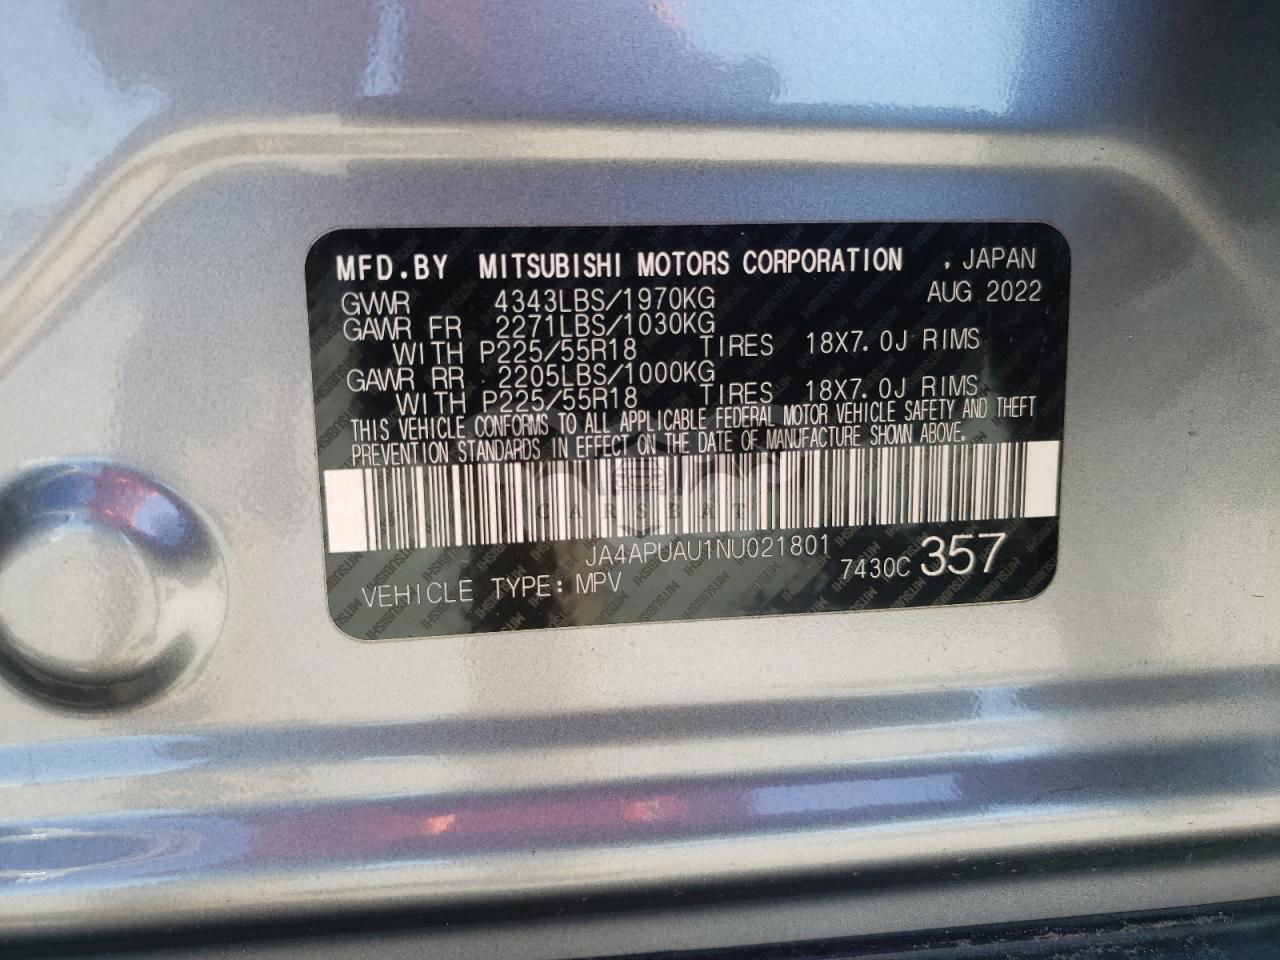 MFD.BY MITSUBISHI MOTORS CORPORATION , JAPAN
GVWR 4343LBS/1970KG AUG 2022
GAWR FR 2271LBS/1030KG
WITH P225/55R18 TIRES 18X7.0J RIMS
GAWR RR 2205LBS/1000KG
WITH P225/55R18 TIRES 18X7.0J RIMS
THIS VEHICLE CONFORMS TO ALL APPLICABLE FEDERAL MOTOR VEHICLE SAFETY AND THEFT
PREVENTION STANDARDS IN EFFECT ON THE DATE OF MANUFACTURE SHOWN ABOVE.
CARSBAT
JA4APUAU1NU021801
VEHICLE TYPE: MPV 7430C 357